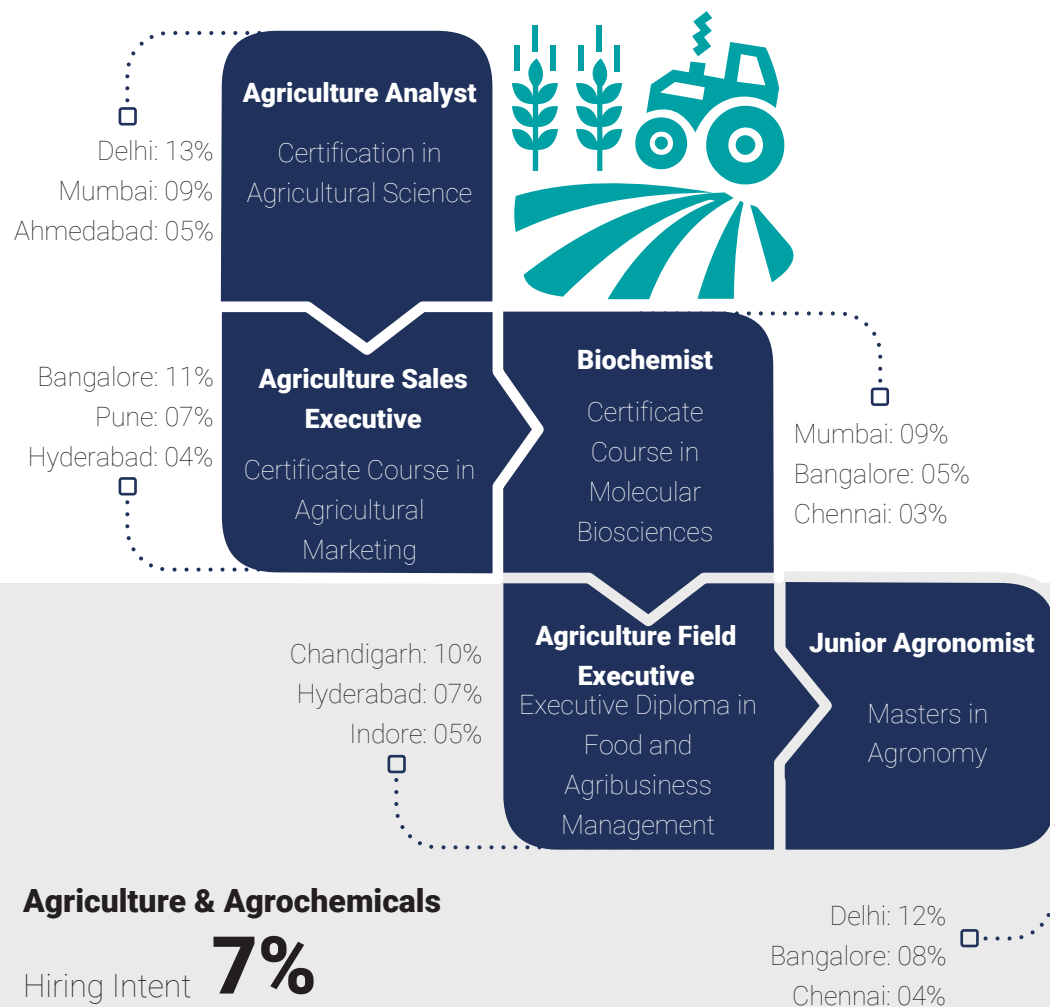 Agriculture Analyst
Certification in
Agricultural Science
Delhi: 13%
Mumbai: 09%
Ahmedabad: 05%
Agriculture Sales
Executive
Certificate Course in
Agricultural
Marketing
Bangalore: 11%
Pune: 07%
Hyderabad: 04%
Biochemist
Certificate
Course in
Molecular
Biosciences
Mumbai: 09%
Bangalore: 05%
Chennai: 03%
Agriculture Field
Executive
Executive Diploma in
Food and
Agribusiness
Management
Chandigarh: 10%
Hyderabad: 07%
Indore: 05%
Junior Agronomist
Masters in
Agronomy
Delhi: 12%
Bangalore: 08%
Chennai: 04%
Agriculture & Agrochemicals
Hiring Intent 7%